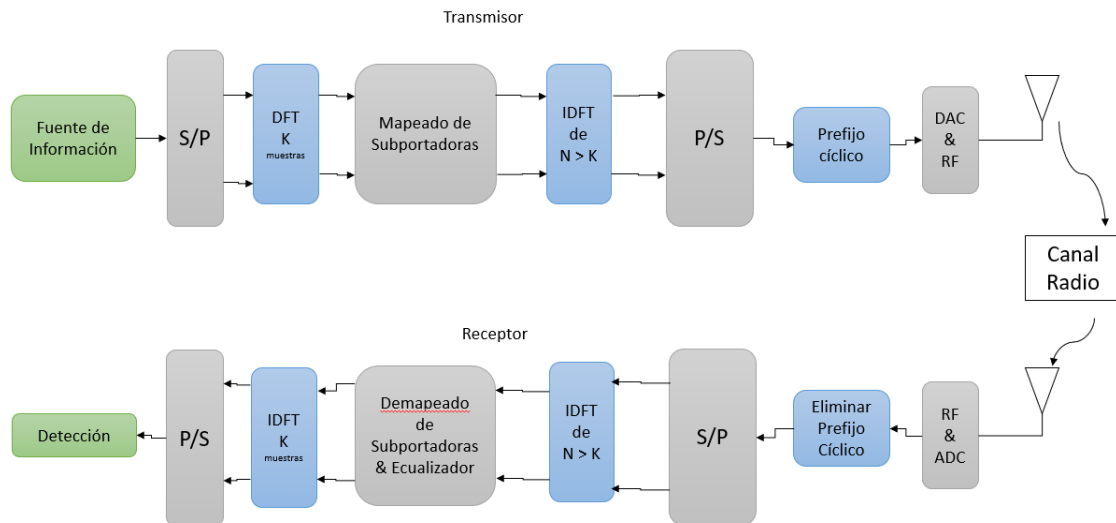 Transmisor
Fuente de
Información
S/P
DFT
K
muestras
Mapeado de
Subportadoras
IDFT
de
N > K
P/S
Prefijo
cíclico
DAC
&
RF
Canal
Radio
Receptor
Detección
P/S
IDFT
K
muestras
Demapeado
de
Subportadoras
& Ecualizador
IDFT
de
N > K
S/P
Eliminar
Prefijo
Cíclico
RF
&
ADC